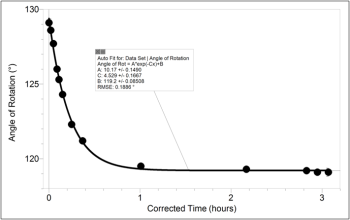 130
125
120
Angle of Rotation (°)
Auto Fit for: Data Set | Angle of Rotation
Angle of Rot = A*exp(-Cx)+B
A: 10.17 +/- 0.1490
C: 4.529 +/- 0.1667
B: 119.2 +/- 0.08508
RMSE: 0.1886 °
0
1
2
3
Corrected Time (hours)